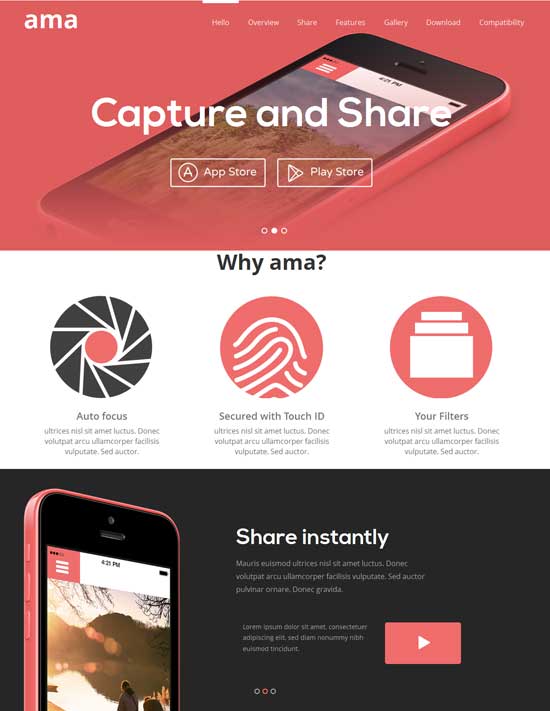 ama
Hello Overview Share Features Gallery Download Compatibility
4:21 PM
Capture and Share
App Store Play Store
Why ama?
Auto focus
ultrices nisl sit amet luctus. Donec
volutpat arcu ullamcorper facilisis
vulputate. Sed auctor.
Secured with Touch ID
ultrices nisl sit amet luctus. Donec
volutpat arcu ullamcorper facilisis
vulputate. Sed auctor.
Your Filters
ultrices nisl sit amet luctus. Donec
volutpat arcu ullamcorper facilisis
vulputate. Sed auctor.
4:21 PM
Share instantly
Mauris euismod ultrices nisl sit amet luctus. Donec
volutpat arcu ullamcorper facilisis vulputate. Sed auctor
pulvinar ornare. Donec gravida.
Lorem ipsum dolor sit amet, consectetuer
adipiscing elit, sed diam nonummy nibh
euismod tincidunt.